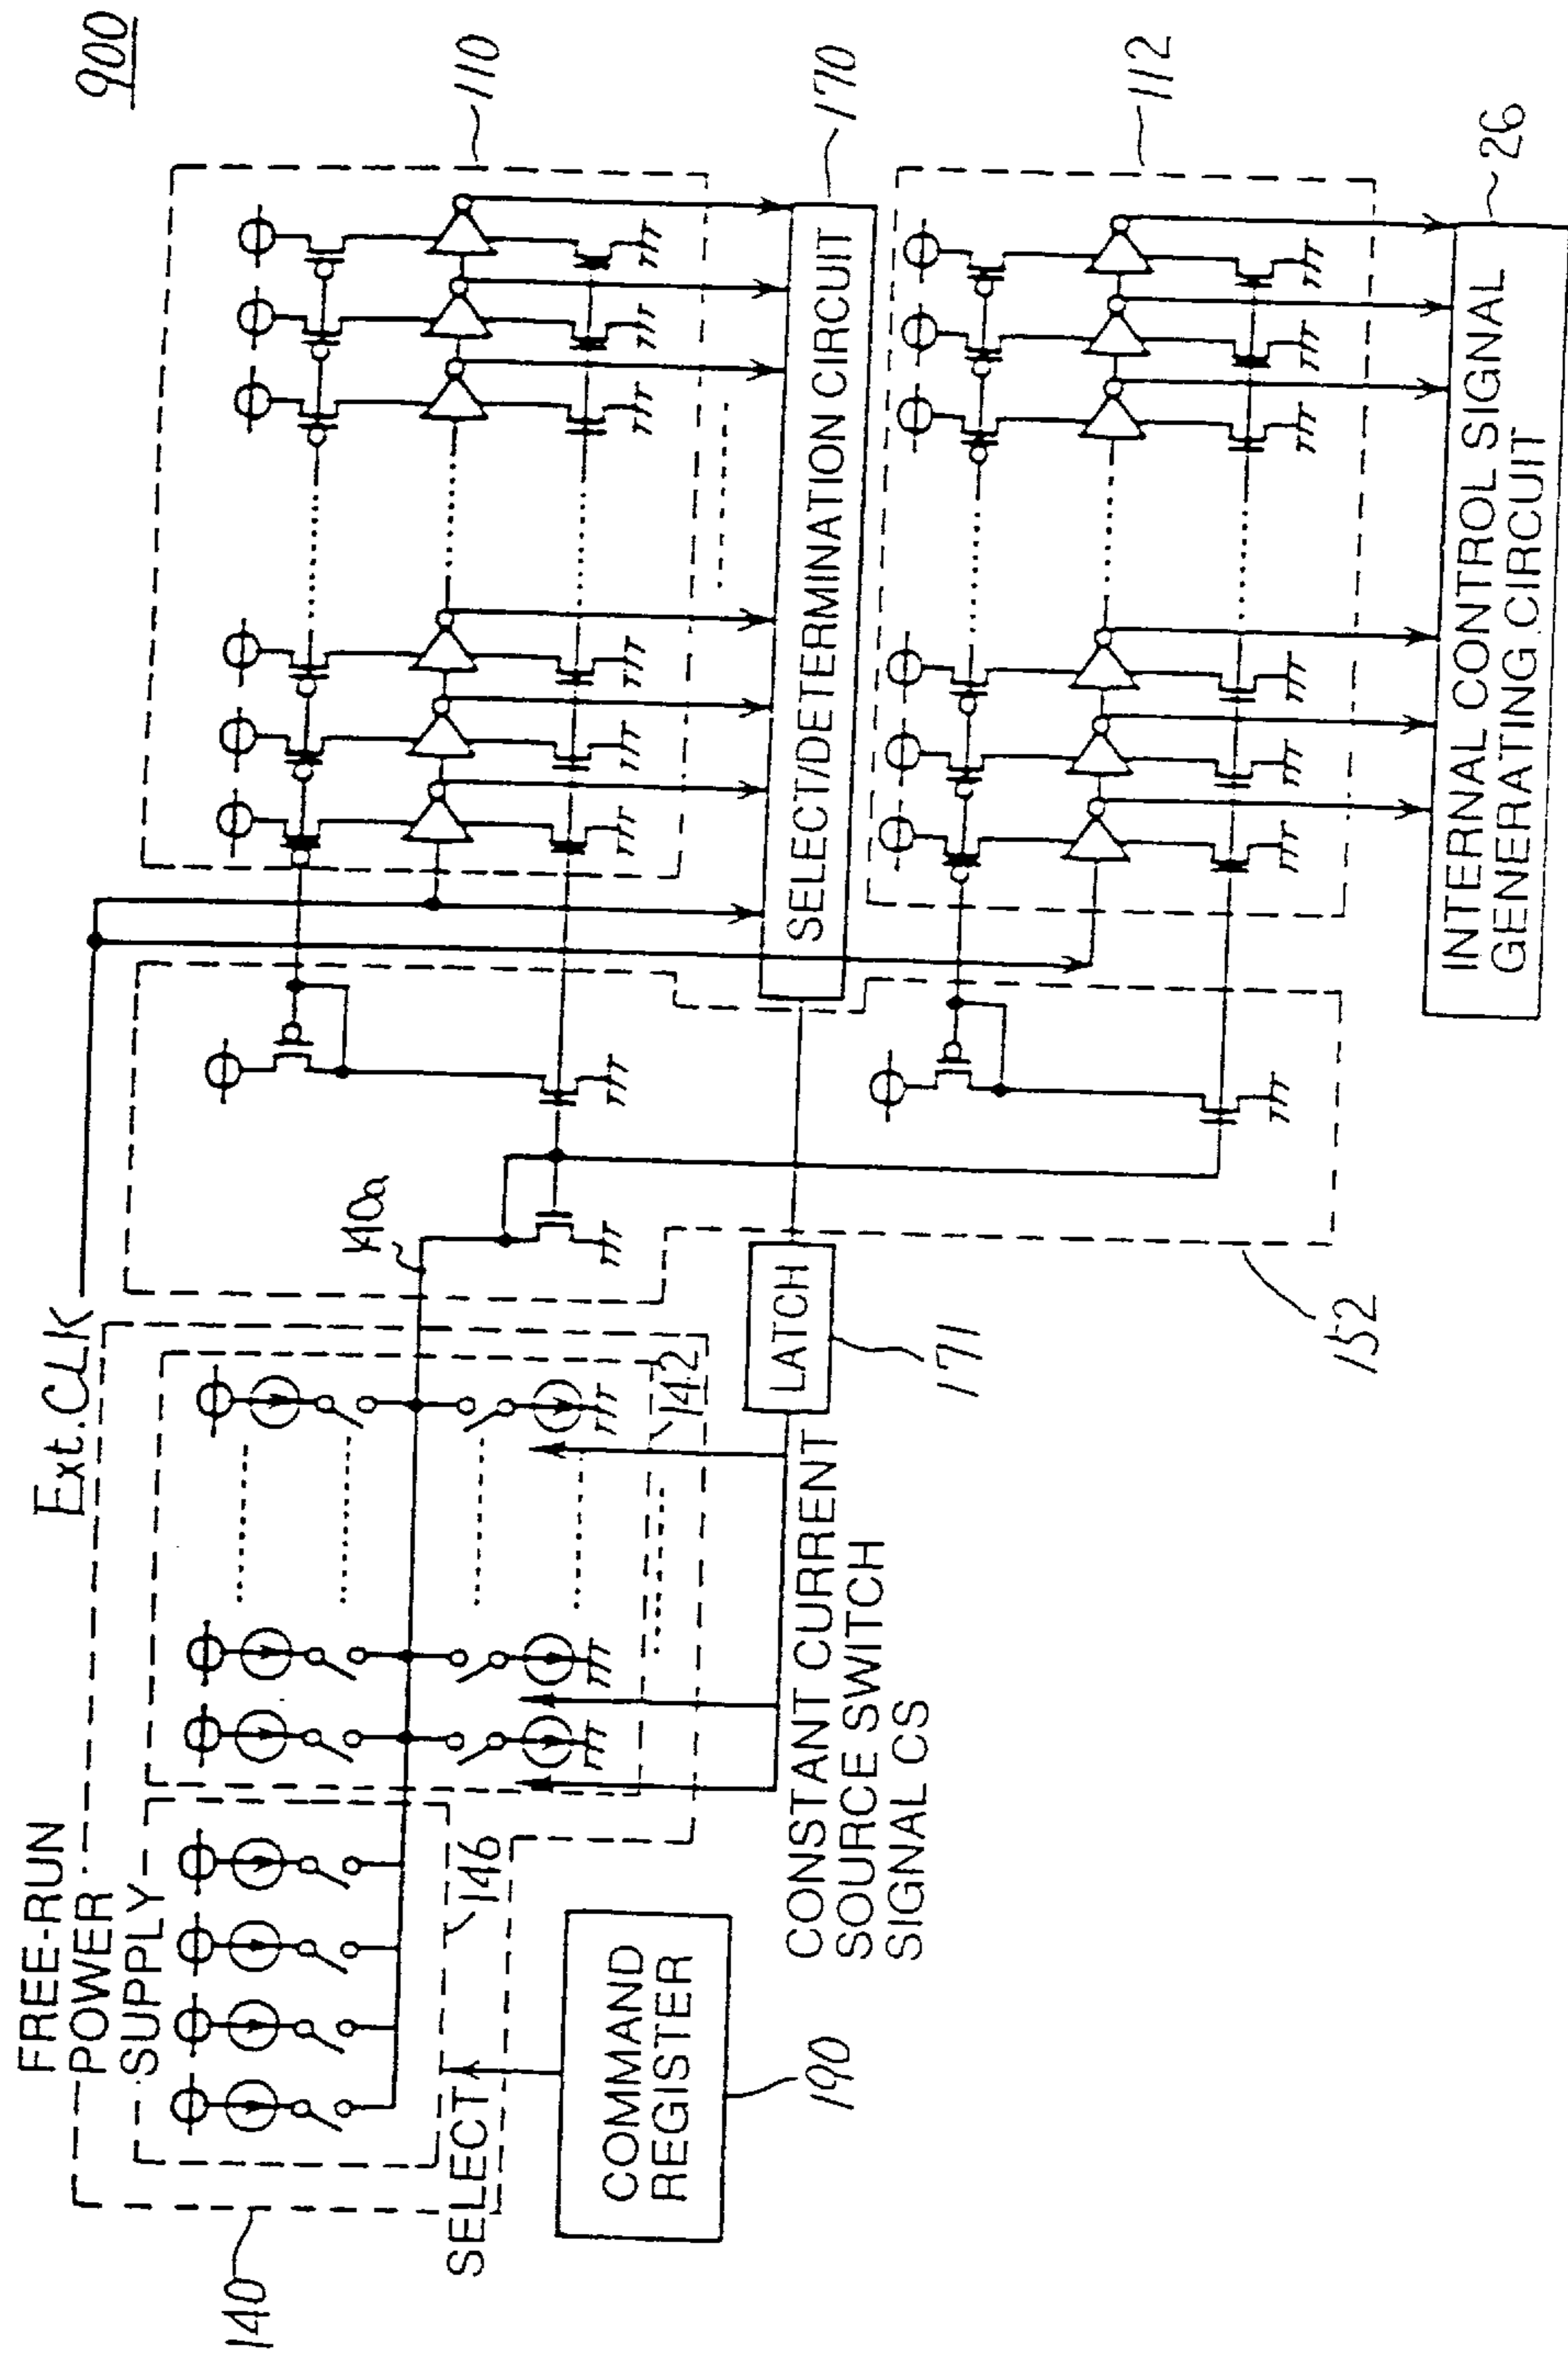 900
Ext.CLK
FREE-RUN
POWER
SUPPLY
140
140a
110
SELECT
146
142
COMMAND
REGISTER
190
LATCH
171
CONSTANT CURRENT
SOURCE SWITCH
SIGNAL CS
152
SELECT/DETERMINATION CIRCUIT
170
112
INTERNAL CONTROL SIGNAL
GENERATING CIRCUIT
26